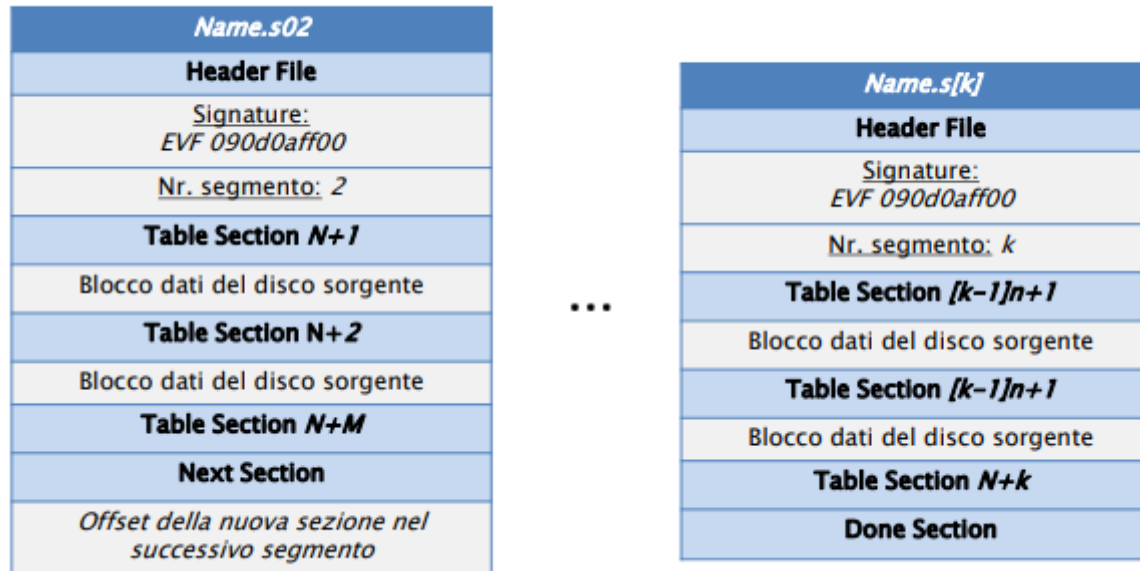 Name.s02
Header File
Signature:
EVF 090d0aff00
Nr. segmento: 2
Table Section N+1
Blocco dati del disco sorgente
Table Section N+2
Blocco dati del disco sorgente
Table Section N+M
Next Section
Offset della nuova sezione nel
successivo segmento
...
Name.s[k]
Header File
Signature:
EVF 090d0aff00
Nr. segmento: k
Table Section [k-1]n+1
Blocco dati del disco sorgente
Table Section [k-1]n+1
Blocco dati del disco sorgente
Table Section N+k
Done Section